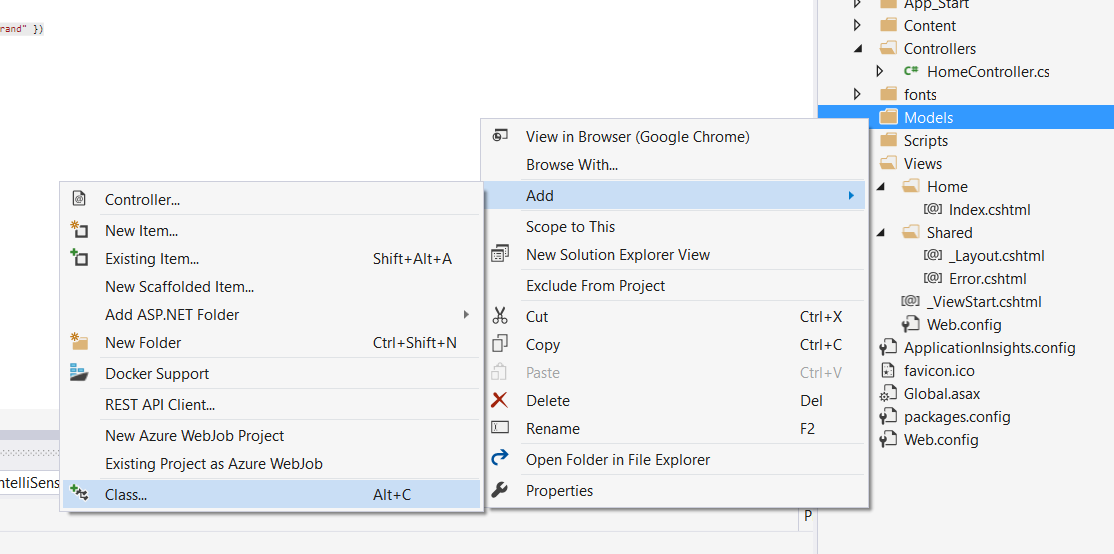 rand" })
App_Start
Content
Controllers
C# HomeController.cs
fonts
Models
Scripts
Views
Home
[@] Index.cshtml
Shared
[@] _Layout.cshtml
[@] Error.cshtml
[@] _ViewStart.cshtml
Web.config
ApplicationInsights.config
favicon.ico
Global.asax
packages.config
Web.config
View in Browser (Google Chrome)
Browse With...
Add
Scope to This
New Solution Explorer View
Exclude From Project
Cut Ctrl+X
Copy Ctrl+C
Paste Ctrl+V
Delete Del
Rename F2
Open Folder in File Explorer
Properties
Controller...
New Item...
Existing Item... Shift+Alt+A
New Scaffolded Item...
Add ASP.NET Folder
New Folder Ctrl+Shift+N
Docker Support
REST API Client...
New Azure WebJob Project
Existing Project as Azure WebJob
Class... Alt+C
ntelliSens
P